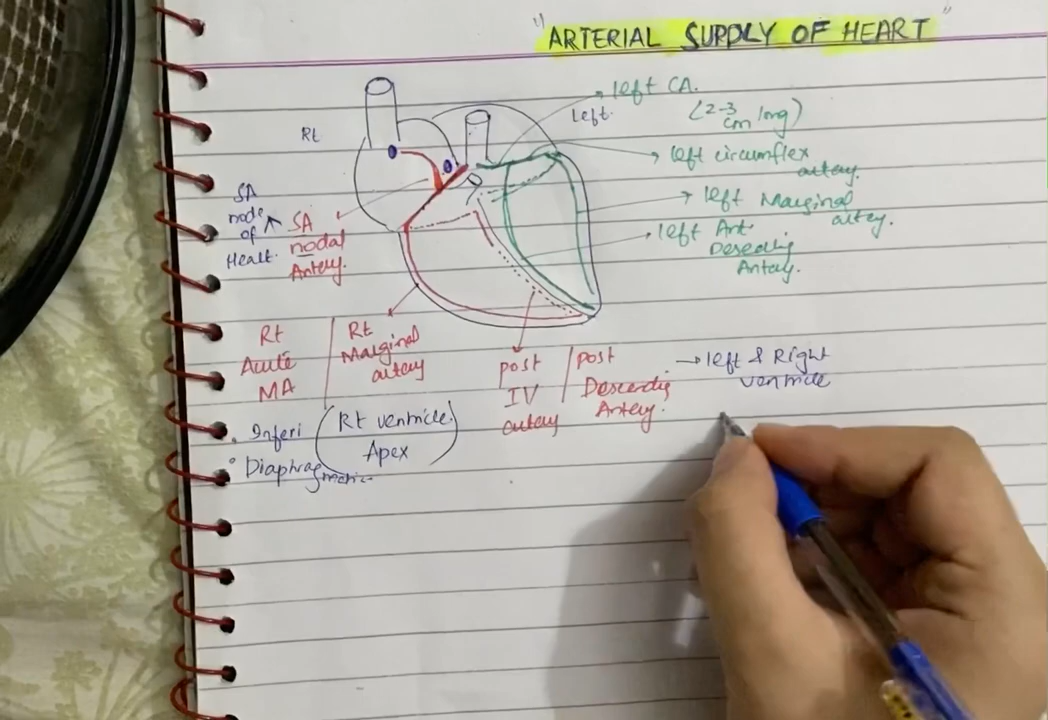 "ARTERIAL SUPPLY OF HEART"
left CA.
(2-3
cm long)
Left.
Rt
left circumflex
artery.
left Marginal
artery.
left Ant.
Descending
Artery.
SA
node
of
Heart.
SA
nodal
Artery.
Rt
Acute
MA
Rt
Marginal
artery
post
IV
artery
post
Descending
Artery.
→ left & Right
ventricle
• Inferi
• Diaphragmatic
(Rt ventricle
Apex)